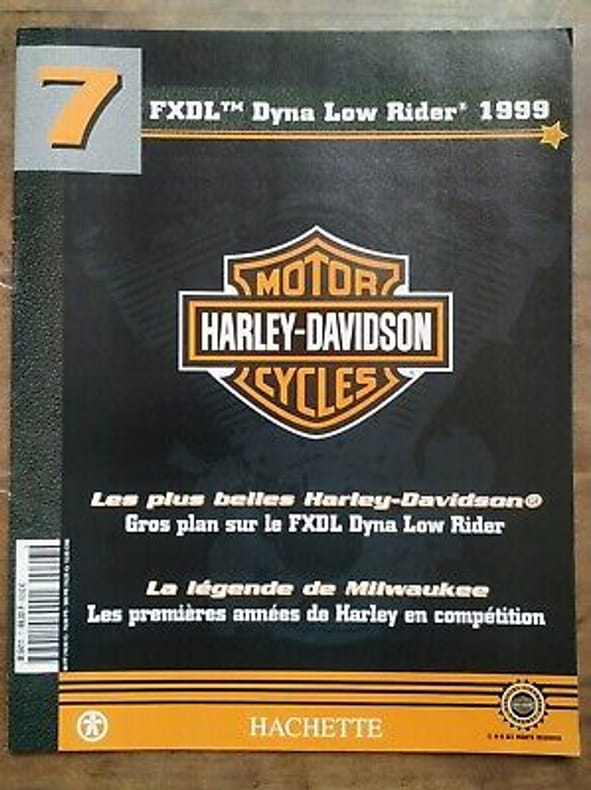 7
FXDL™ Dyna Low Rider® 1999
MOTOR
HARLEY-DAVIDSON
CYCLES
Les plus belles Harley-Davidson®
Gros plan sur le FXDL Dyna Low Rider
La légende de Milwaukee
Les premières années de Harley en compétition
HACHETTE